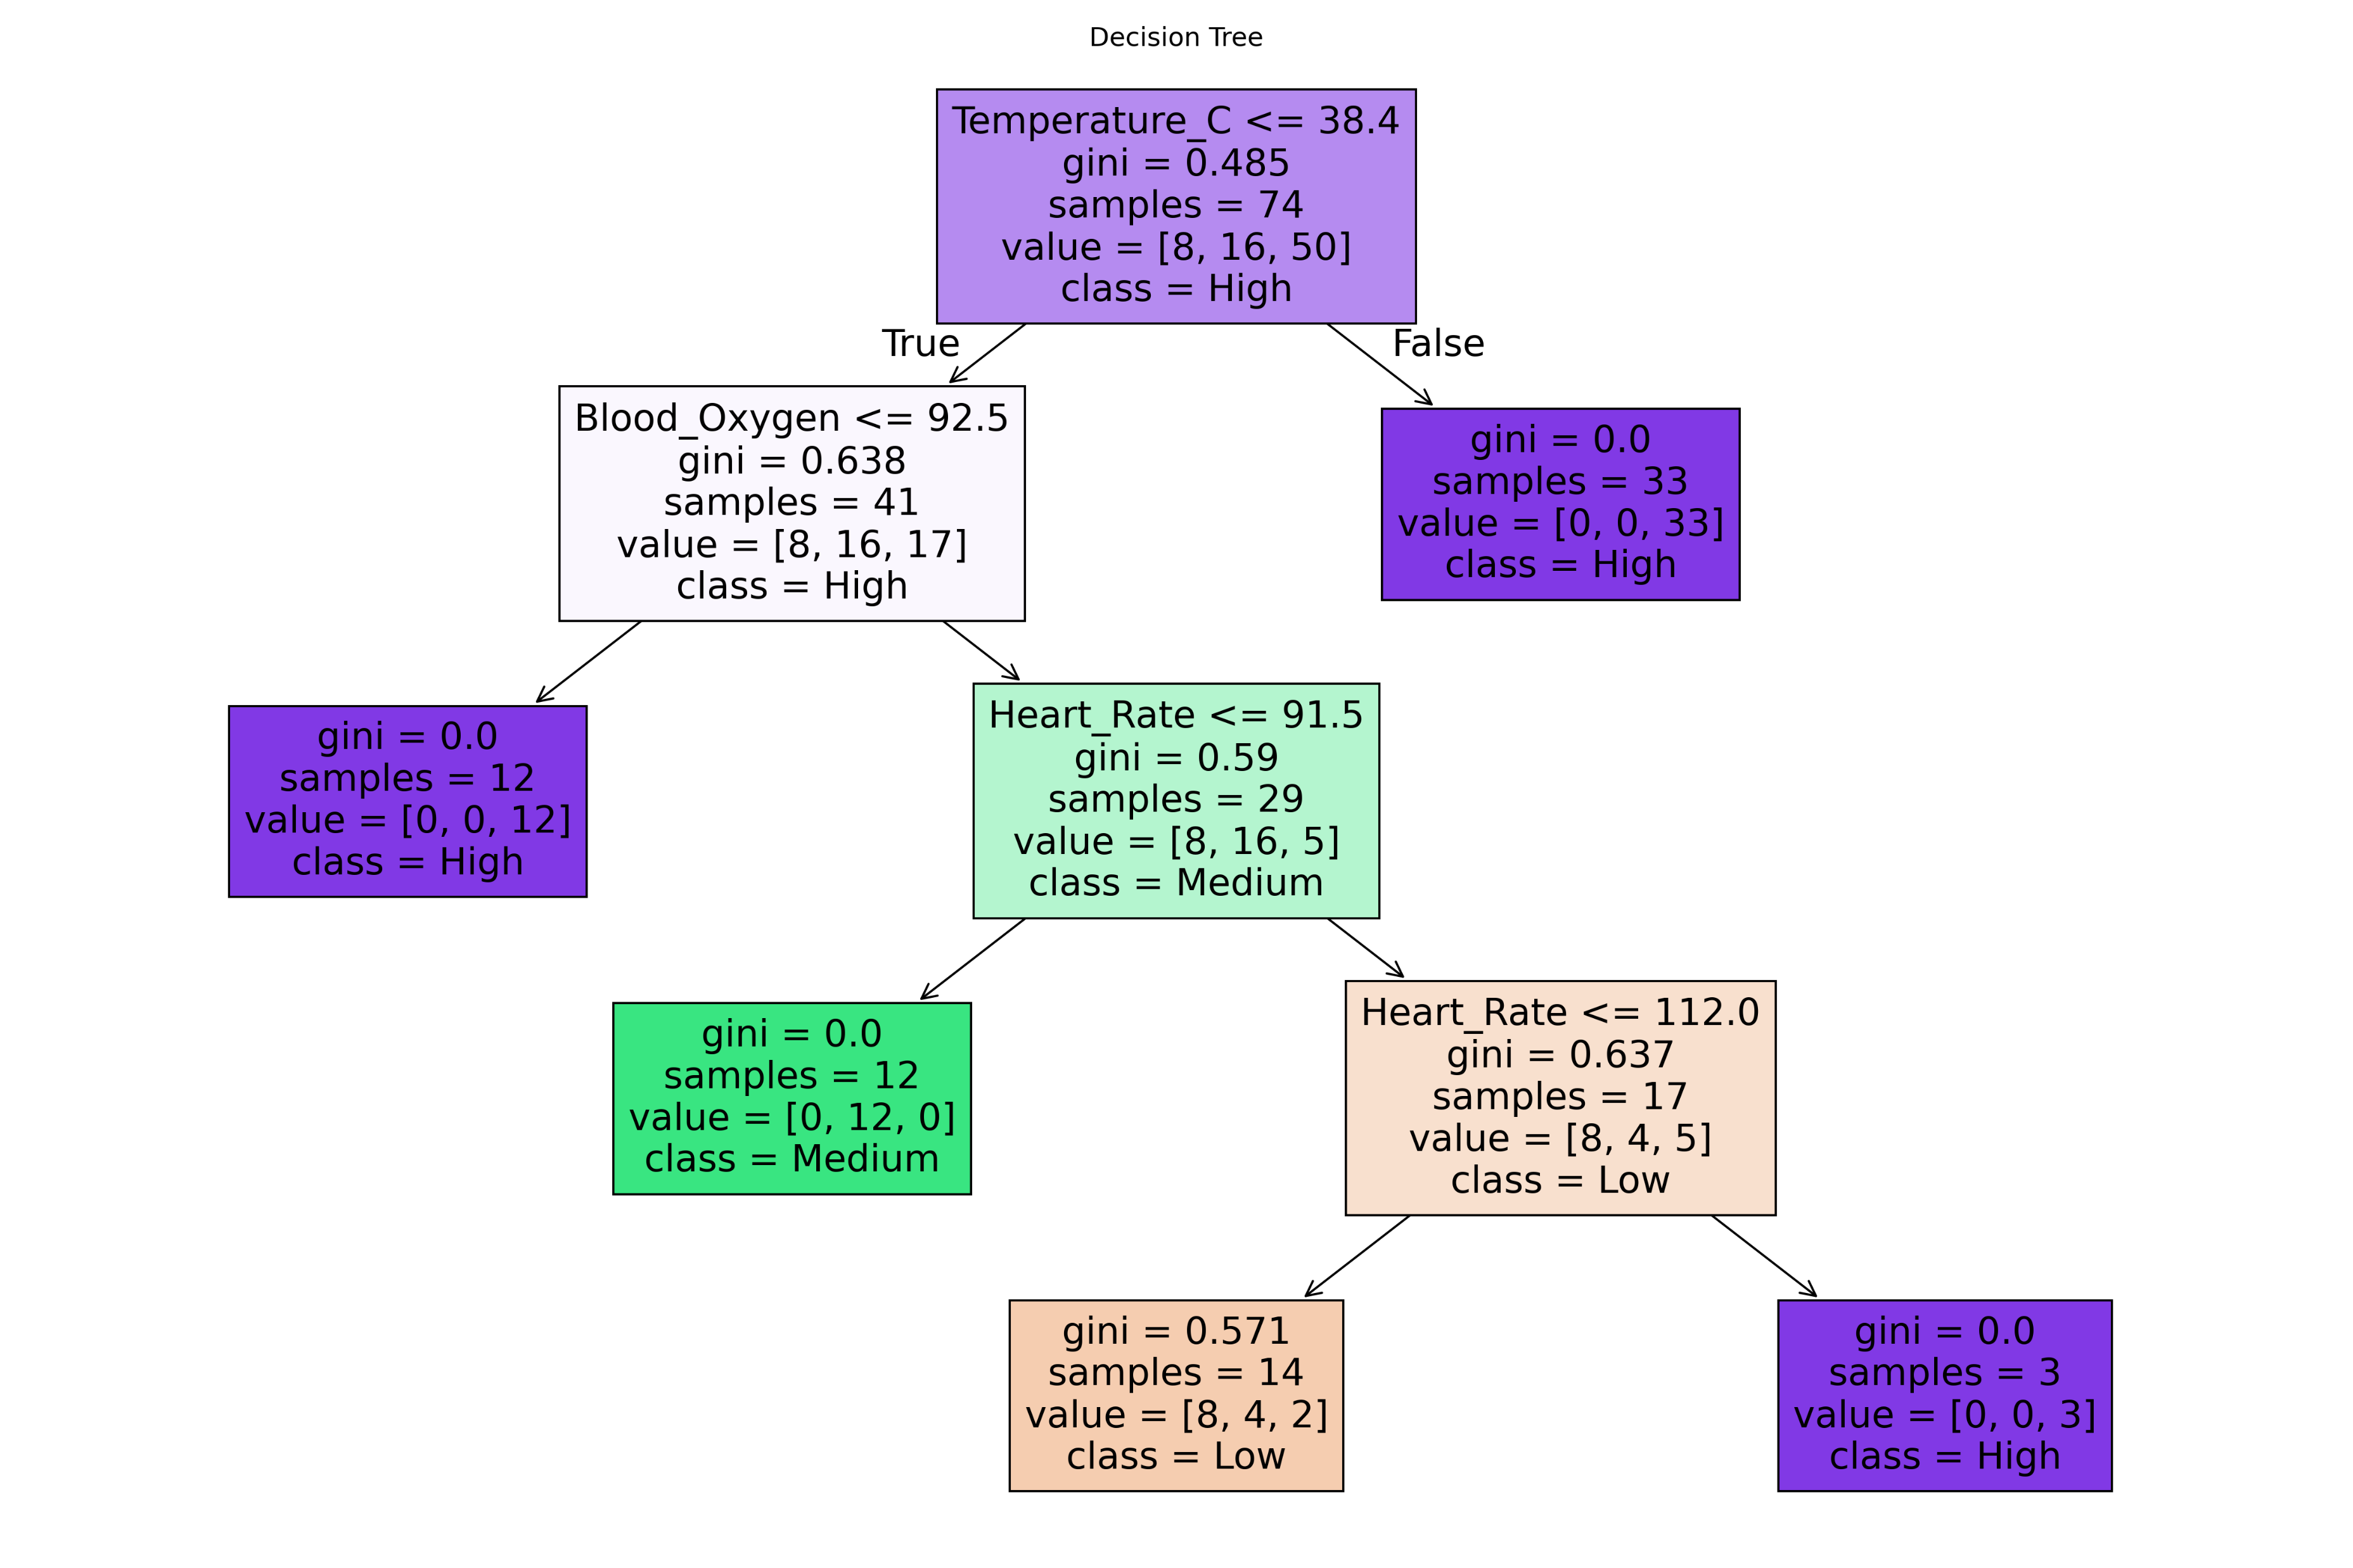 Decision Tree
Temperature_C <= 38.4
gini = 0.485
samples = 74
value = [8, 16, 50]
class = High
True
False
Blood_Oxygen <= 92.5
gini = 0.638
samples = 41
value = [8, 16, 17]
class = High
gini = 0.0
samples = 33
value = [0, 0, 33]
class = High
gini = 0.0
samples = 12
value = [0, 0, 12]
class = High
Heart_Rate <= 91.5
gini = 0.59
samples = 29
value = [8, 16, 5]
class = Medium
gini = 0.0
samples = 12
value = [0, 12, 0]
class = Medium
Heart_Rate <= 112.0
gini = 0.637
samples = 17
value = [8, 4, 5]
class = Low
gini = 0.571
samples = 14
value = [8, 4, 2]
class = Low
gini = 0.0
samples = 3
value = [0, 0, 3]
class = High